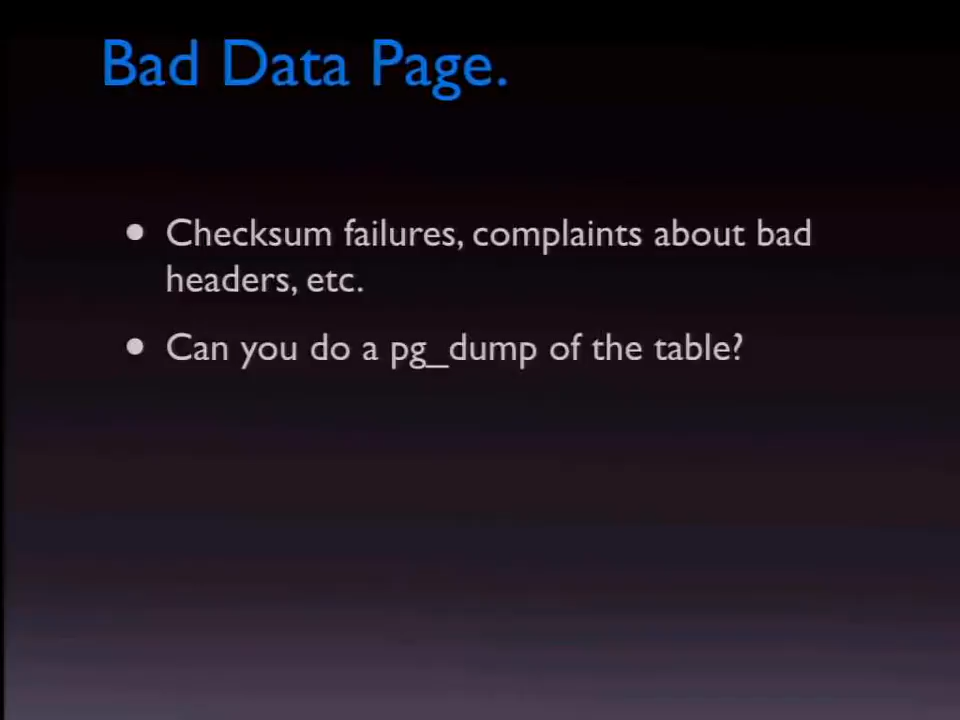 Bad Data Page.
• Checksum failures, complaints about bad
headers, etc.
• Can you do a pg_dump of the table?